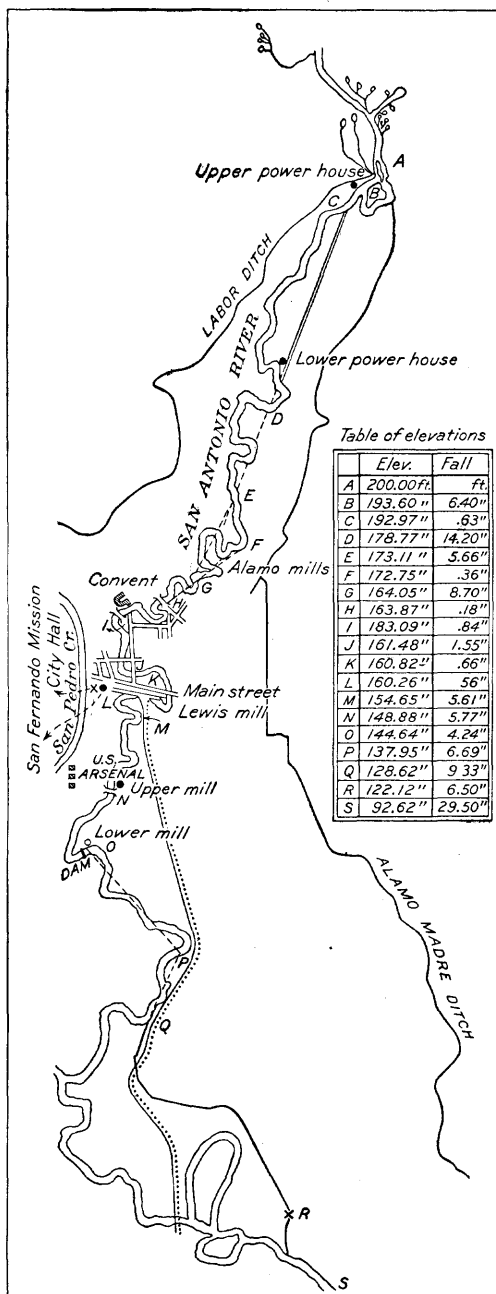 A
Upper power house
B
C
LABOR DITCH
SAN ANTONIO RIVER
Lower power house
D
E
F
Alamo mills
G
Convent
H
I
K
San Fernando Mission
City Hall
San Pedro Cr.
X
Main street
Lewis mill
L
M
U.S.
ARSENAL
Upper mill
N
Lower mill
O
DAM
P
Q
R
S
ALAMO MADRE DITCH
Table of elevations
Elev. Fall
A 200.00 ft. ft.
B 193.60 " 6.40"
C 192.97 " .63"
D 178.77 " 14.20"
E 173.11 " 5.66"
F 172.75 " .36"
G 164.05 " 8.70"
H 163.87 " .18"
I 183.09 " .84"
J 161.48 " 1.55"
K 160.82 " .66"
L 160.26 " .56"
M 154.65 " 5.61"
N 148.88 " 5.77"
O 144.64 " 4.24"
P 137.95 " 6.69"
Q 128.62 " 9 33"
R 122.12 " 6.50"
S 92.62 " 29.50"